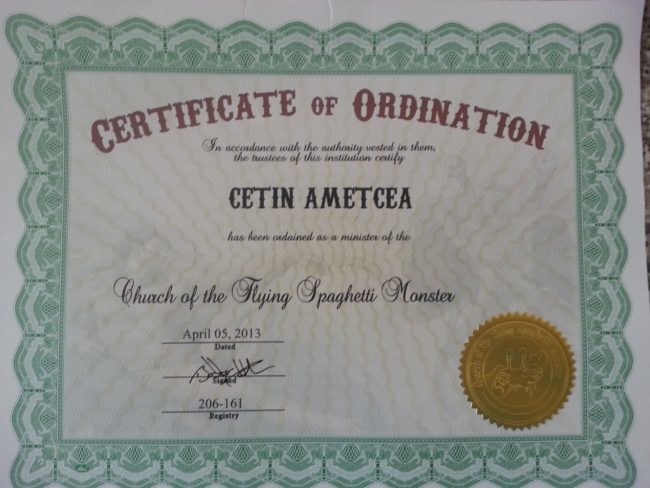 CERTIFICATE OF ORDINATION
In accordance with the authority vested in them,
the trustees of this institution certify
CETIN AMETCEA
has been ordained as a minister of the
Church of the Flying Spaghetti Monster
April 05, 2013
Dated
Signed
206-161
Registry